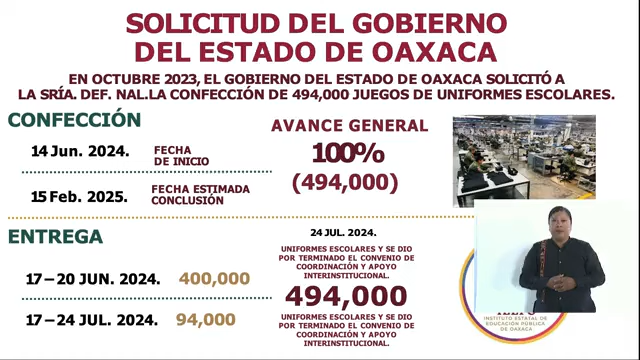 SOLICITUD DEL GOBIERNO
DEL ESTADO DE OAXACA
EN OCTUBRE 2023, EL GOBIERNO DEL ESTADO DE OAXACA SOLICITÓ A
LA SRÍA. DEF. NAL.LA CONFECCIÓN DE 494,000 JUEGOS DE UNIFORMES ESCOLARES.
CONFECCIÓN
14 Jun. 2024.
FECHA
DE INICIO
15 Feb. 2025.
FECHA ESTIMADA
CONCLUSIÓN
AVANCE GENERAL
100%
(494,000)
ENTREGA
17–20 JUN. 2024.
400,000
17–24 JUL. 2024.
94,000
24 JUL. 2024.
UNIFORMES ESCOLARES Y SE DIO
POR TERMINADO EL CONVENIO DE
COORDINACIÓN Y APOYO
INTERINSTITUCIONAL.
494,000
UNIFORMES ESCOLARES Y SE DIO
POR TERMINADO EL CONVENIO DE
COORDINACIÓN Y APOYO
INTERINSTITUCIONAL.
INSTITUTO ESTATAL DE
EDUCACIÓN PÚBLICA
DE OAXACA